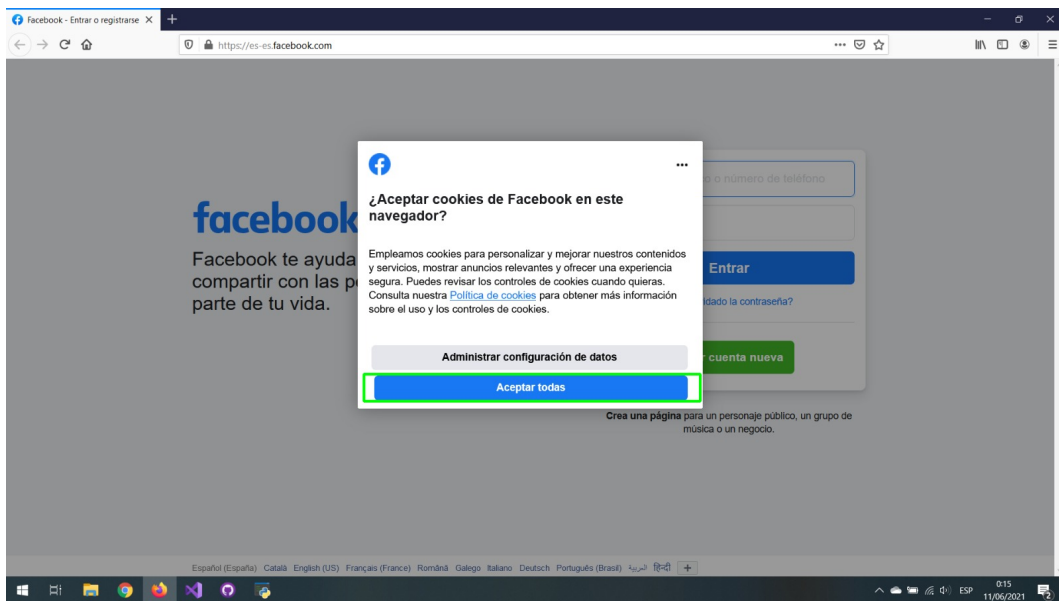 Facebook - Entrar o registrarse
https://es-es.facebook.com
facebook
Facebook te ayuda
compartir con las pe
parte de tu vida.
¿Aceptar cookies de Facebook en este
navegador?
Empleamos cookies para personalizar y mejorar nuestros contenidos
y servicios, mostrar anuncios relevantes y ofrecer una experiencia
segura. Puedes revisar los controles de cookies cuando quieras.
Consulta nuestra Política de cookies para obtener más información
sobre el uso y los controles de cookies.
Administrar configuración de datos
Aceptar todas
o o número de teléfono
Entrar
idado la contraseña?
r cuenta nueva
Crea una página para un personaje público, un grupo de
música o un negocio.
Español (España) Català English (US) Français (France) Română Galego Italiano Deutsch Português (Brasil) العربية हिन्दी +
ESP
0:15
11/06/2021
2